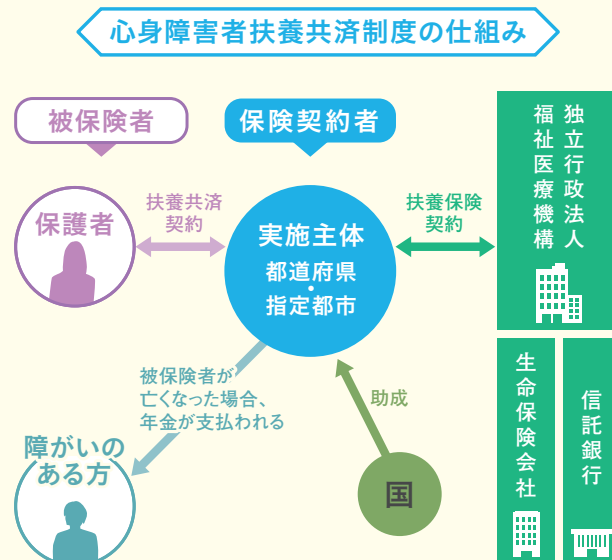 心身障害者扶養共済制度の仕組み
被保険者
保険契約者
保護者
扶養共済
契約
実施主体
都道府県
・
指定都市
扶養保険
契約
独立行政法人
福祉医療機構
被保険者が
亡くなった場合、
年金が支払われる
助成
障がいの
ある方
国
生命保険会社
信託銀行